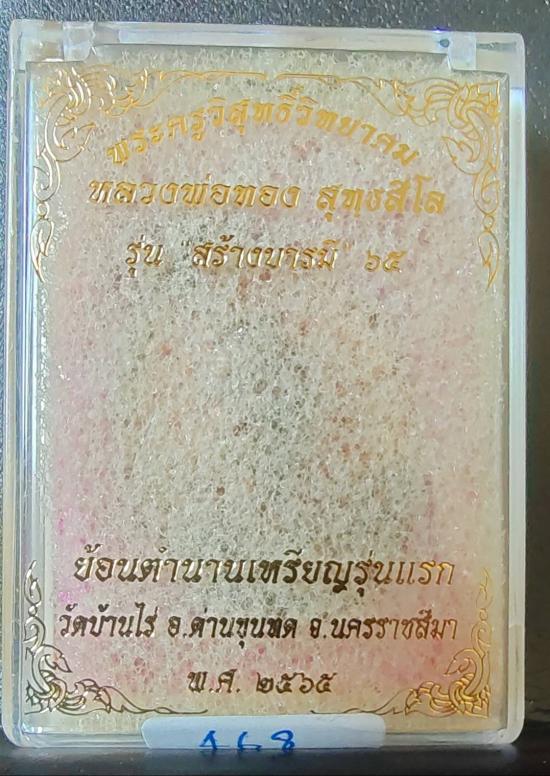 พระครูวิสุทธิ์วิทยาคม
หลวงพ่อทอง สุทฺธสีโล
รุ่น "สร้างบารมี" ๖๕
ย้อนตำนานเหรียญรุ่นแรก
วัดบ้านไร่ อ.ด่านขุนทด จ.นครราชสีมา
พ.ศ. ๒๕๖๕
468